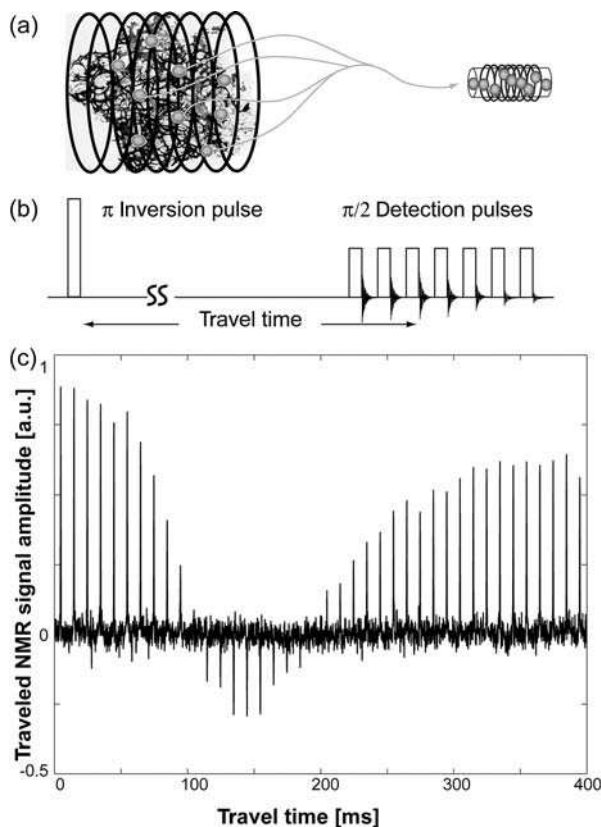 (a)
(b)
π Inversion pulse
π/2 Detection pulses
Travel time
(c)
Traveled NMR signal amplitude [a.u.]
1
0
-0.5
0 100 200 300 400
Travel time [ms]